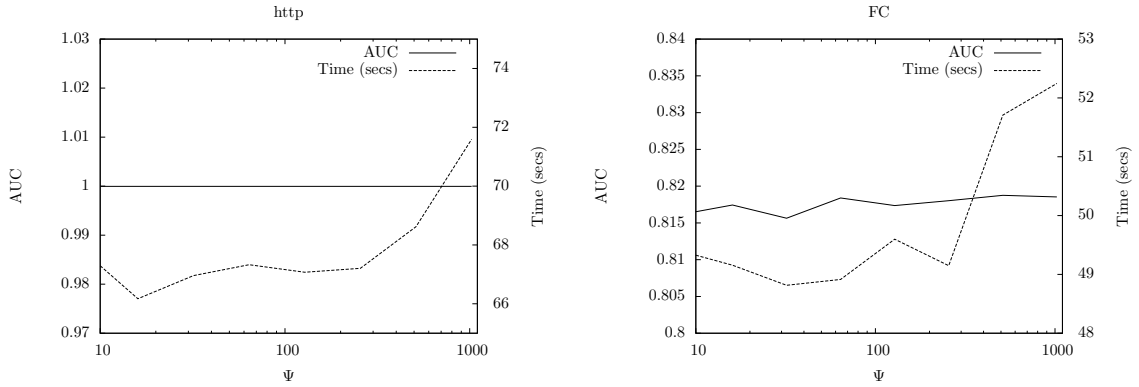 http
AUC
Time (secs)
1.03
1.02
1.01
1
0.99
0.98
0.97
AUC
74
72
70
68
66
Time (secs)
10
100
1000
Ψ
FC
AUC
Time (secs)
0.84
0.835
0.83
0.825
0.82
0.815
0.81
0.805
0.8
AUC
53
52
51
50
49
48
Time (secs)
10
100
1000
Ψ